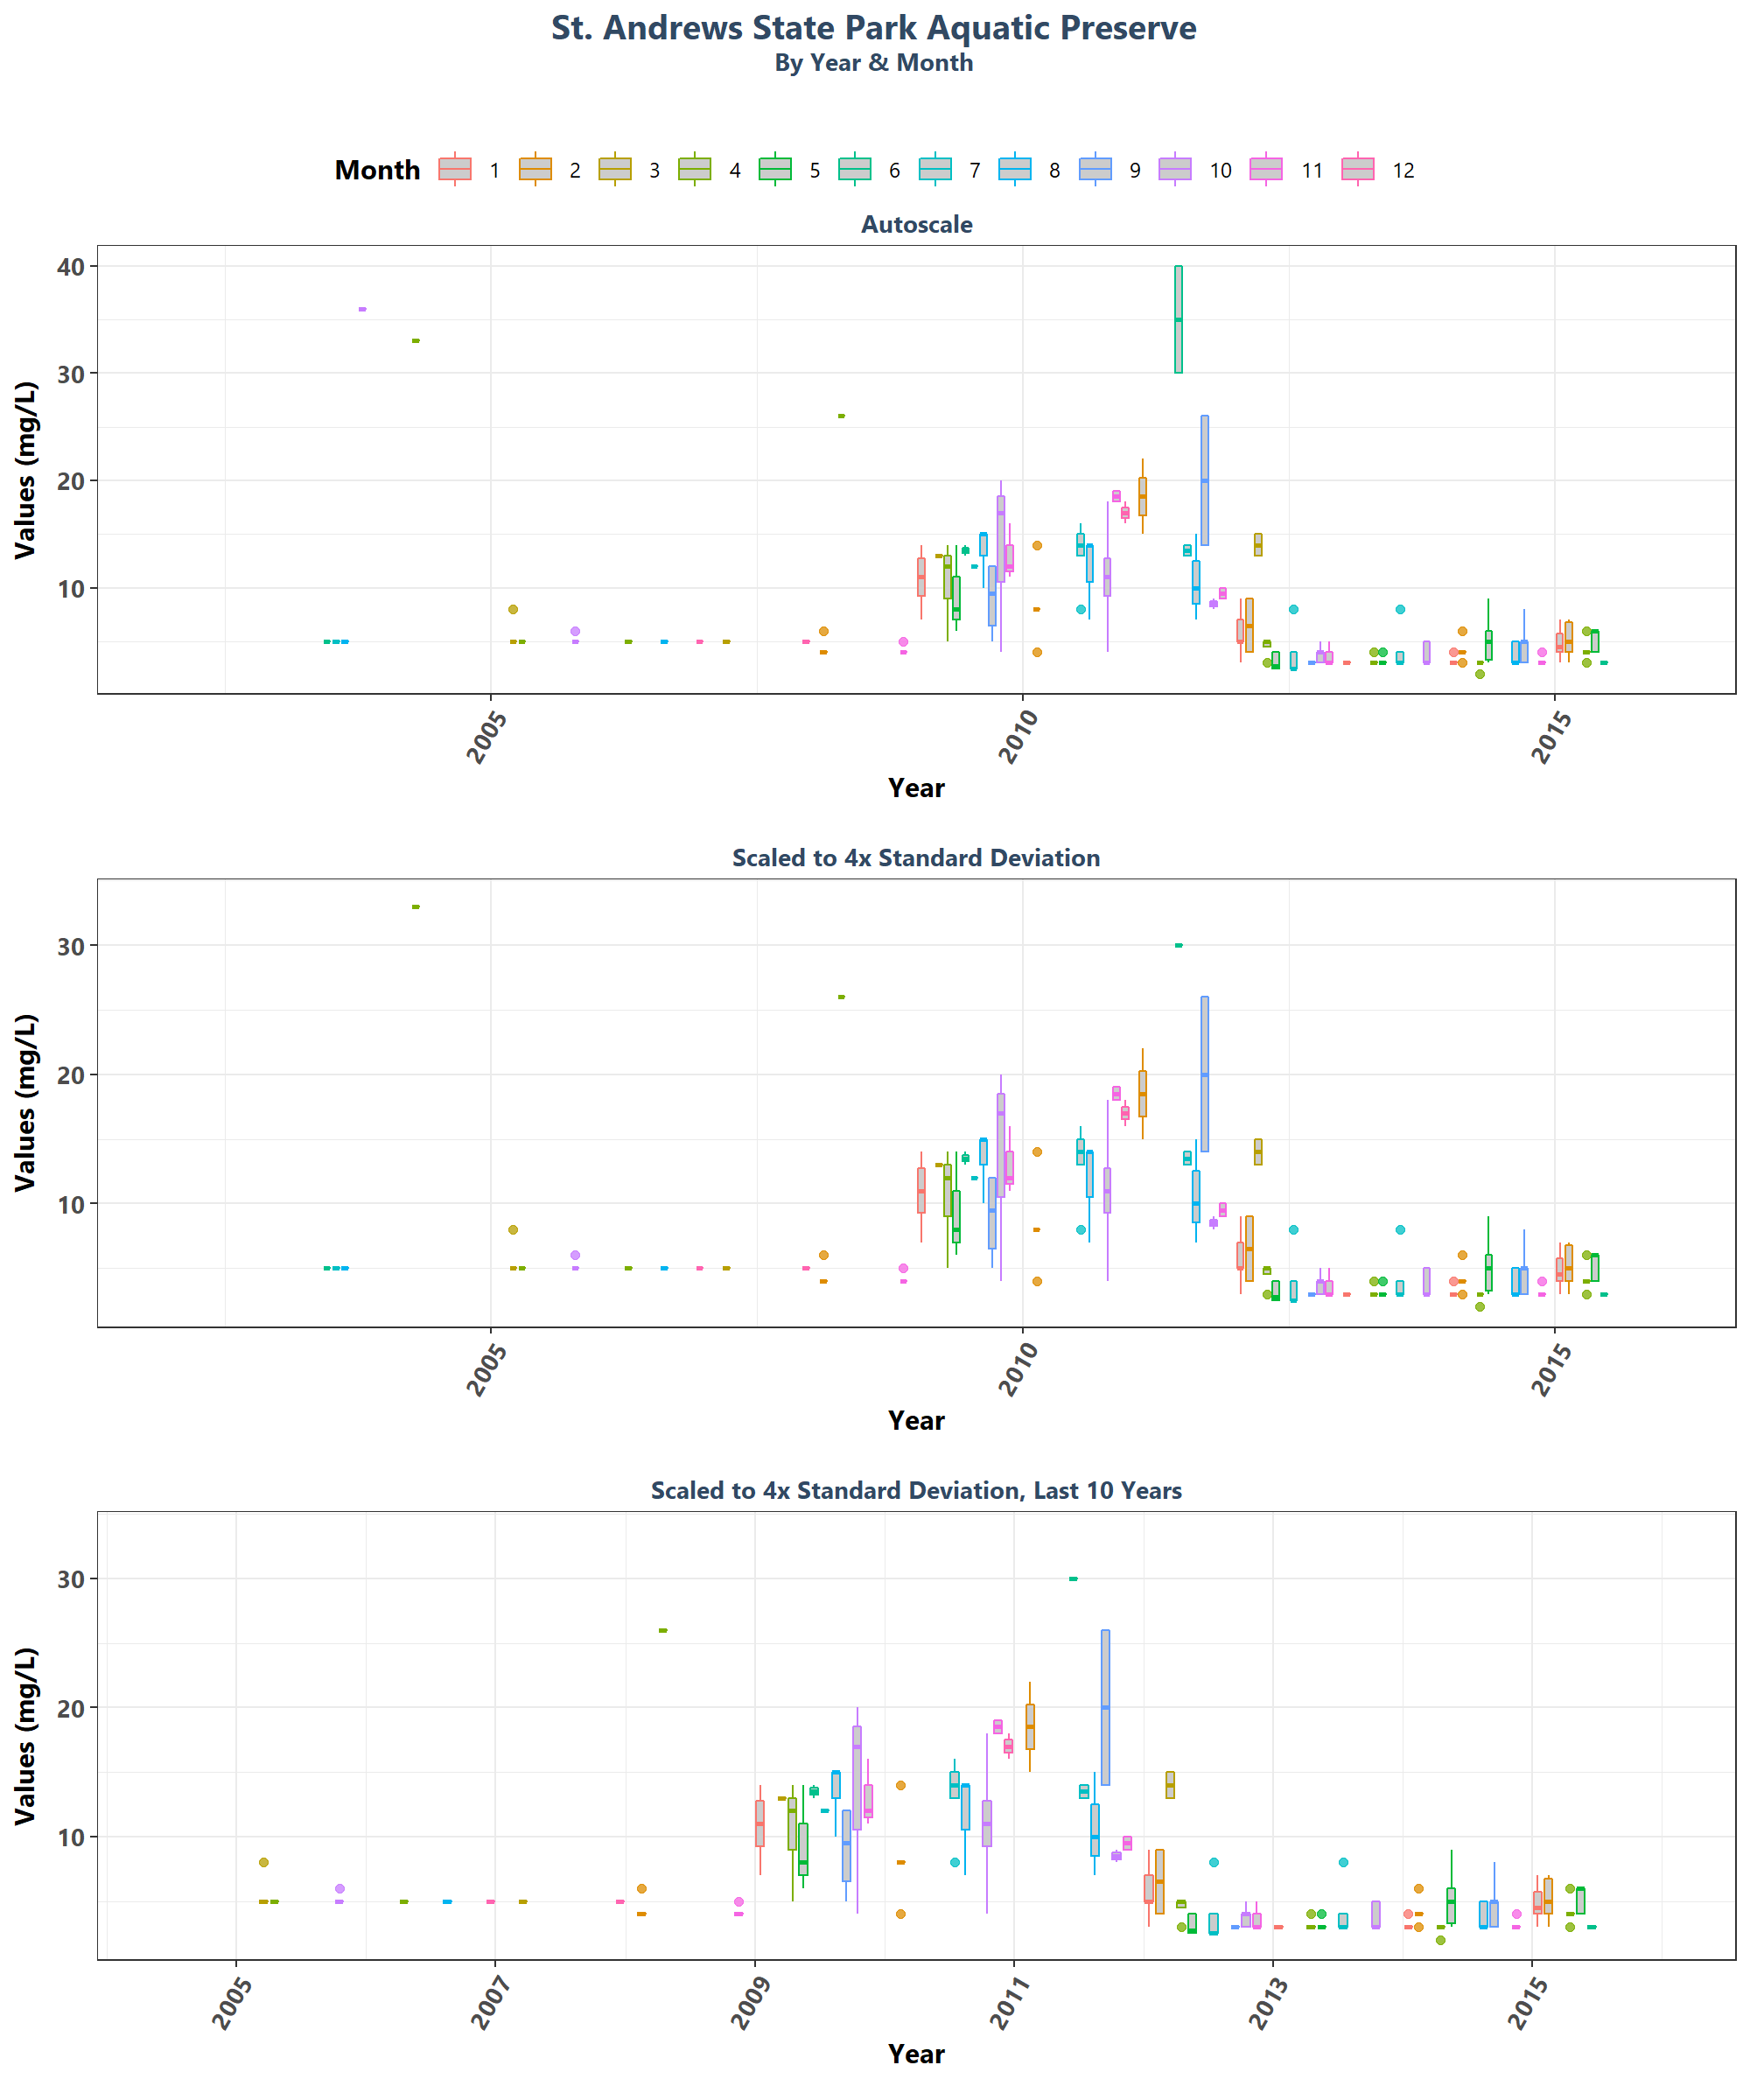 St. Andrews State Park Aquatic Preserve
By Year & Month
Month 1 2 3 4 5 6 7 8 9 10 11 12
Autoscale
Values (mg/L)
40
30
20
10
2005 2010 2015
Year
Scaled to 4x Standard Deviation
Values (mg/L)
30
20
10
2005 2010 2015
Year
Scaled to 4x Standard Deviation, Last 10 Years
Values (mg/L)
30
20
10
2005 2007 2009 2011 2013 2015
Year